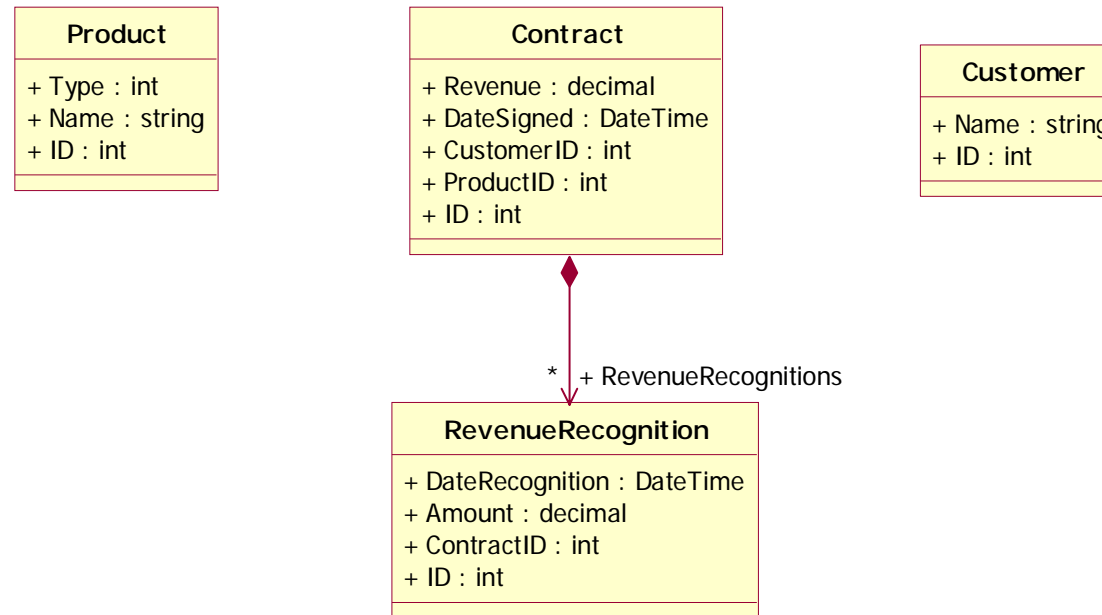 Product
+ Type : int
+ Name : string
+ ID : int
Contract
+ Revenue : decimal
+ DateSigned : DateTime
+ CustomerID : int
+ ProductID : int
+ ID : int
Customer
+ Name : string
+ ID : int
* + RevenueRecognitions
RevenueRecognition
+ DateRecognition : DateTime
+ Amount : decimal
+ ContractID : int
+ ID : int